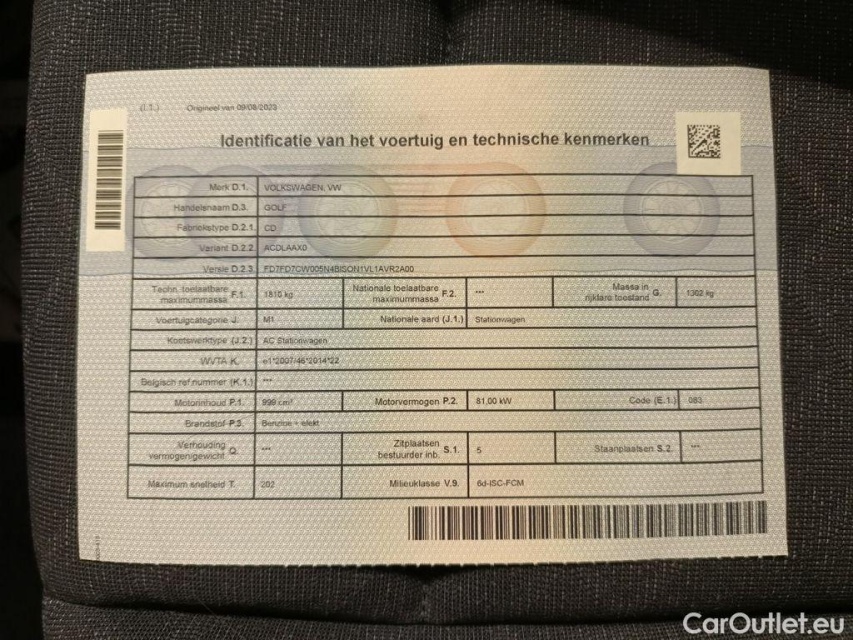 (I.1.) Origineel van 09/08/2023
Identificatie van het voertuig en technische kenmerken
Merk D.1. VOLKSWAGEN, VW
Handelsnaam D.3. GOLF
Fabriekstype D.2.1. CD
Variant D.2.2. ACDLAAX0
Versie D.2.3. FD7FD7CW005N4BISON1VL1AVR2A00
Techn. toelaatbare maximummassa F.1. 1810 kg Nationale toelaatbare maximummassa F.2. *** Massa in rijklare toestand G. 1302 kg
Voertuigcategorie J. M1 Nationale aard (J.1.) Stationwagen
Koetswerktype (J.2.) AC Stationwagen
WVTA K. e1*2007/46*2014*22
Belgisch ref.nummer (K.1.) ***
Motorinhoud P.1. 999 cm³ Motorvermogen P.2. 81,00 kW Code (E.1.) 083
Brandstof P.3. Benzine + elekt
Verhouding vermogen/gewicht Q. *** Zitplaatsen bestuurder inb. S.1. 5 Staanplaatsen S.2. ***
Maximum snelheid T. 202 Milieuklasse V.9. 6d-ISC-FCM
CarOutlet.eu